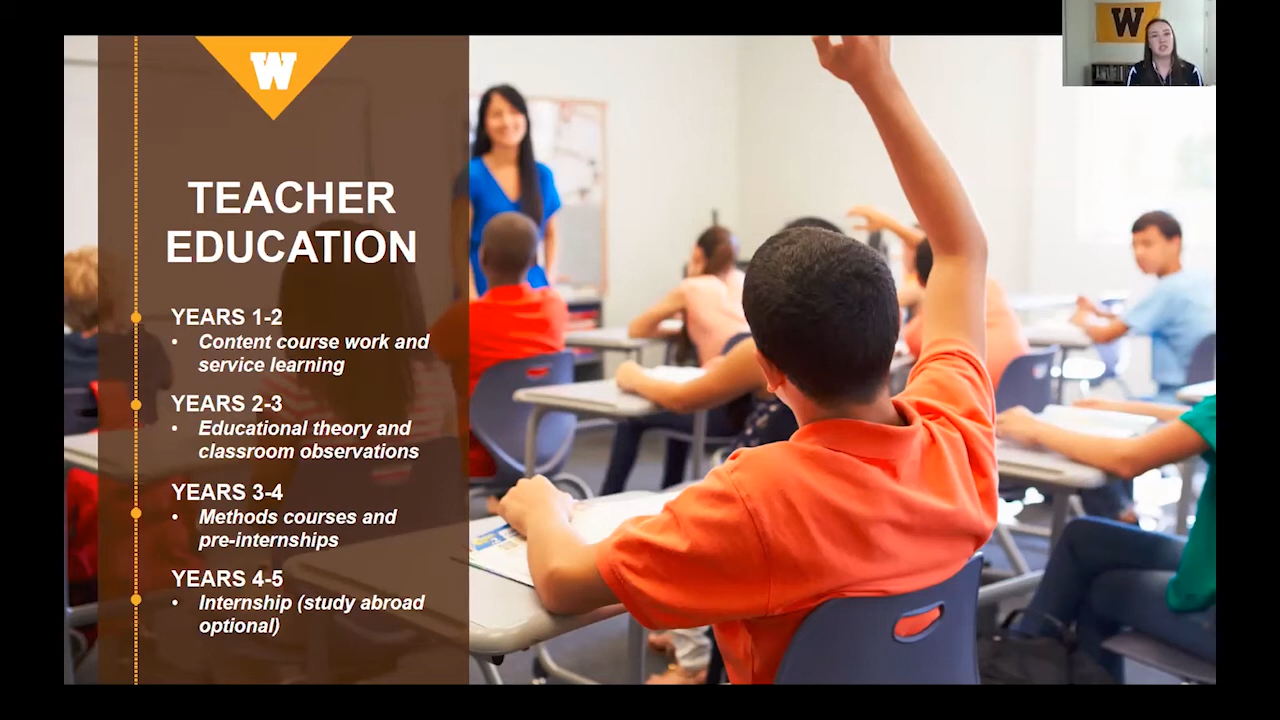 W
W
TEACHER
EDUCATION
YEARS 1-2
• Content course work and
service learning
YEARS 2-3
• Educational theory and
classroom observations
YEARS 3-4
• Methods courses and
pre-internships
YEARS 4-5
• Internship (study abroad
optional)